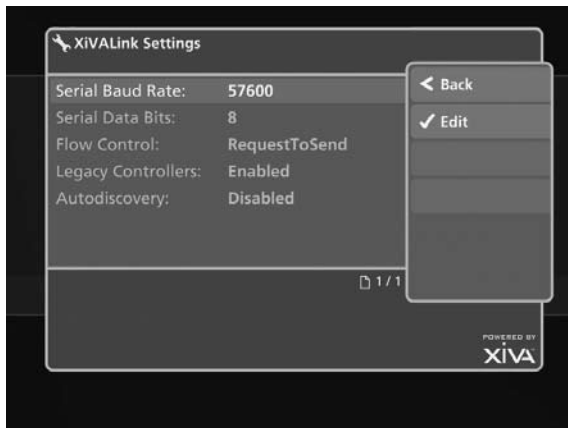 XiVALink Settings
Serial Baud Rate: 57600
Serial Data Bits: 8
Flow Control: RequestToSend
Legacy Controllers: Enabled
Autodiscovery: Disabled
< Back
✓ Edit
1/1
POWERED BY
XiVA